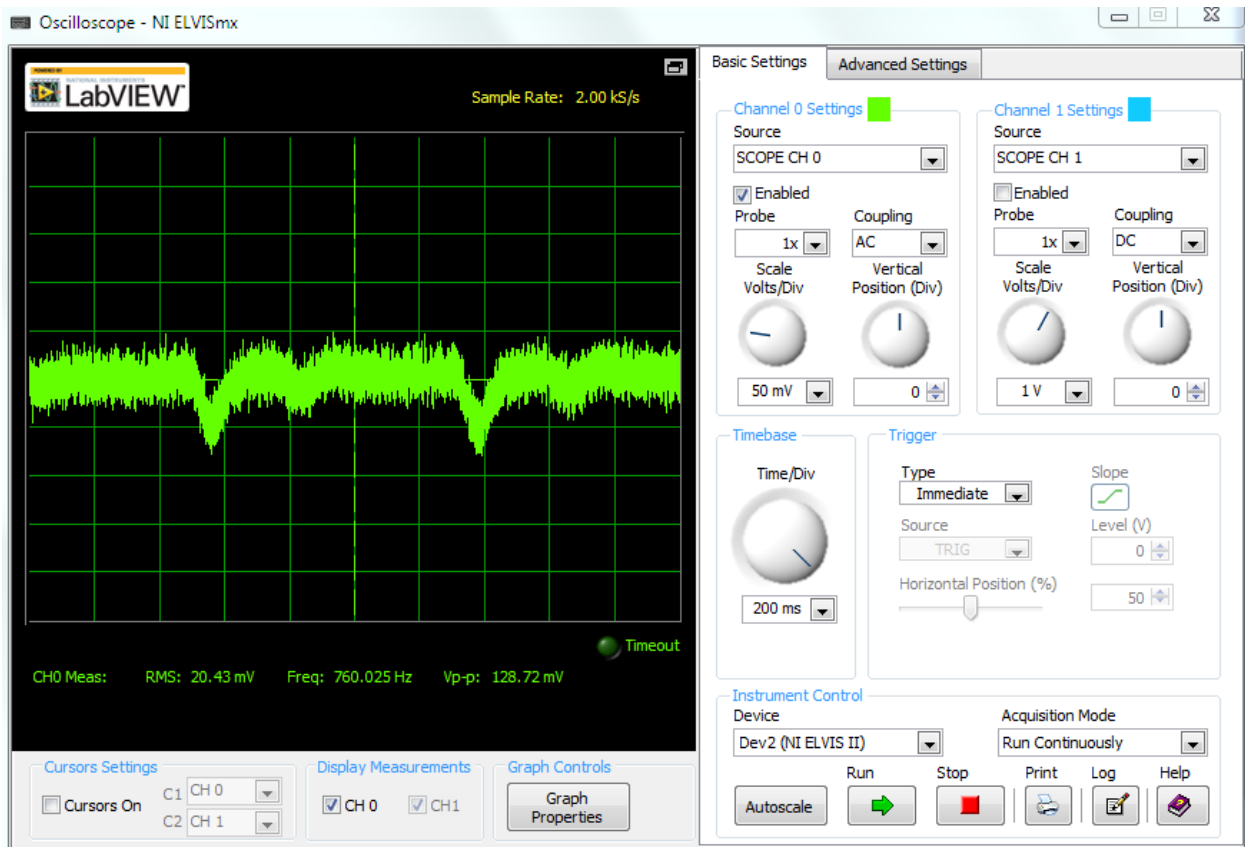 Oscilloscope - NI ELVISmx
POWERED BY
NATIONAL INSTRUMENTS
LabVIEW
Sample Rate: 2.00 kS/s
Timeout
CH0 Meas: RMS: 20.43 mV Freq: 760.025 Hz Vp-p: 128.72 mV
Cursors Settings
Cursors On
C1 CH 0
C2 CH 1
Display Measurements
CH 0 CH1
Graph Controls
Graph
Properties
Basic Settings Advanced Settings
Channel 0 Settings
Source
SCOPE CH 0
Enabled
Probe Coupling
1x AC
Scale Vertical
Volts/Div Position (Div)
50 mV 0
Channel 1 Settings
Source
SCOPE CH 1
Enabled
Probe Coupling
1x DC
Scale Vertical
Volts/Div Position (Div)
1 V 0
Timebase
Time/Div
200 ms
Trigger
Type Slope
Immediate
Source Level (V)
TRIG 0
Horizontal Position (%)
50
Instrument Control
Device Acquisition Mode
Dev2 (NI ELVIS II) Run Continuously
Run Stop Print Log Help
Autoscale